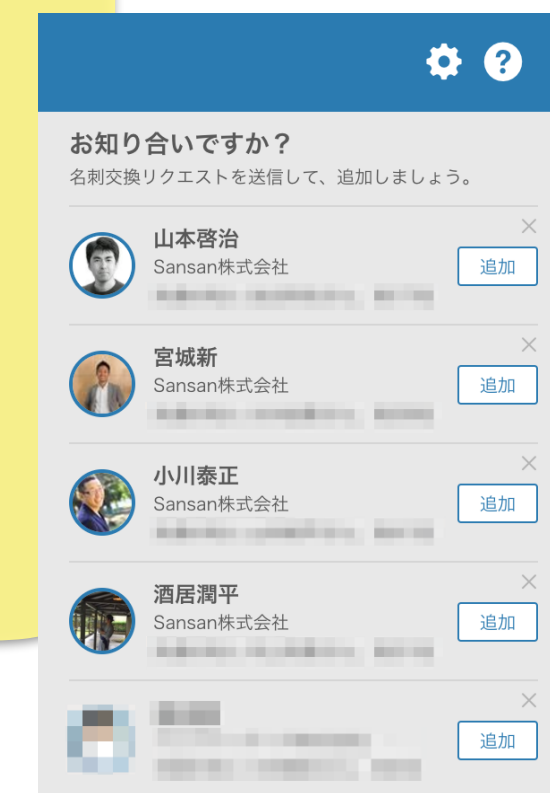 お知り合いですか？
名刺交換リクエストを送信して、追加しましょう。
山本啓治
Sansan株式会社
追加
宮城新
Sansan株式会社
追加
小川泰正
Sansan株式会社
追加
酒居潤平
Sansan株式会社
追加
追加